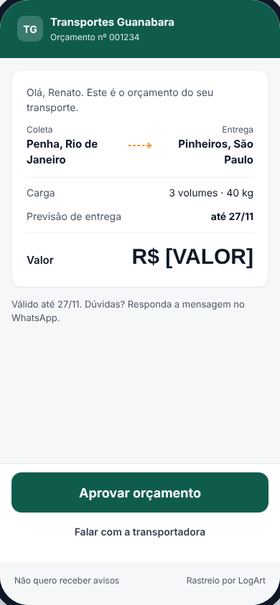 TG
Transportes Guanabara
Orçamento nº 001234
Olá, Renato. Este é o orçamento do seu
transporte.
Coleta
Entrega
Penha, Rio de
Janeiro
Pinheiros, São
Paulo
Carga
3 volumes · 40 kg
Previsão de entrega
até 27/11
Valor
R$ [VALOR]
Válido até 27/11. Dúvidas? Responda a mensagem no
WhatsApp.
Aprovar orçamento
Falar com a transportadora
Não quero receber avisos
Rastreio por LogArt